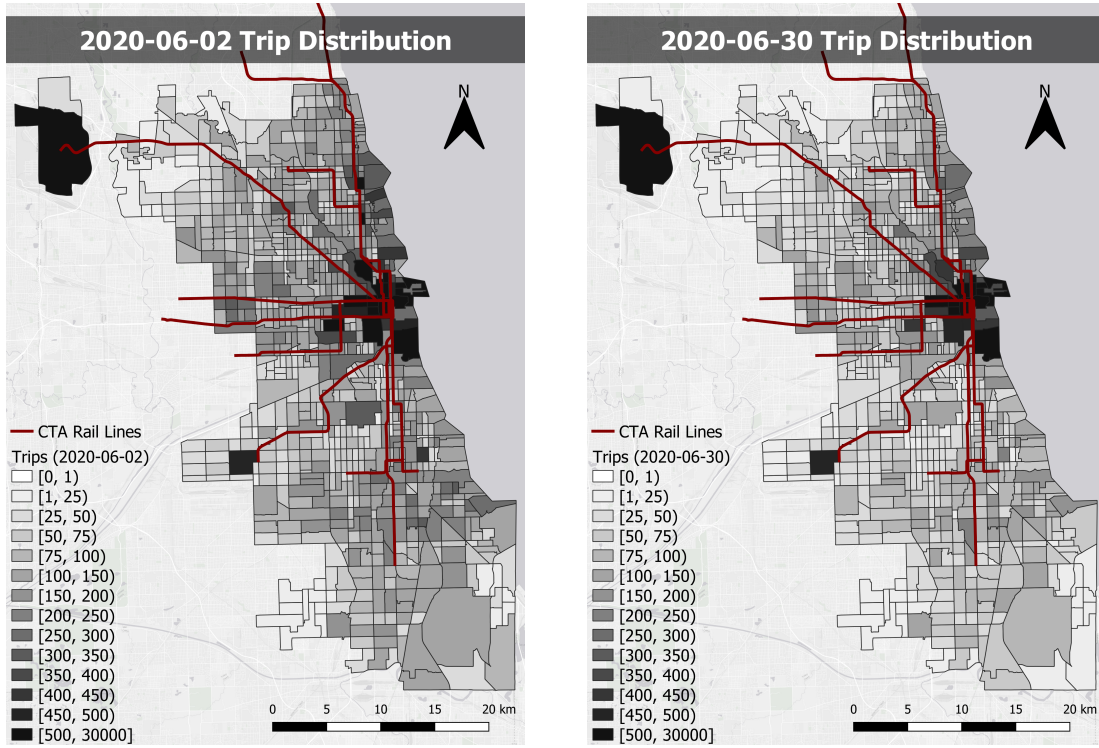 2020-06-02 Trip Distribution
N
CTA Rail Lines
Trips (2020-06-02)
[0, 1)
[1, 25)
[25, 50)
[50, 75)
[75, 100)
[100, 150)
[150, 200)
[200, 250)
[250, 300)
[300, 350)
[350, 400)
[400, 450)
[450, 500)
[500, 30000]
0 5 10 15 20 km
2020-06-30 Trip Distribution
N
CTA Rail Lines
Trips (2020-06-30)
[0, 1)
[1, 25)
[25, 50)
[50, 75)
[75, 100)
[100, 150)
[150, 200)
[200, 250)
[250, 300)
[300, 350)
[350, 400)
[400, 450)
[450, 500)
[500, 30000]
0 5 10 15 20 km